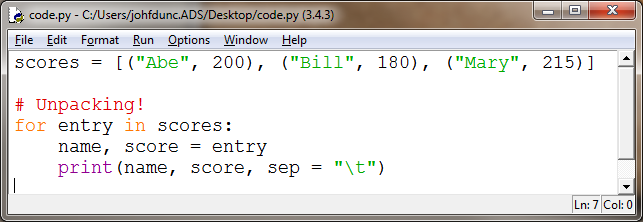 code.py - C:/Users/johfdunc.ADS/Desktop/code.py (3.4.3)
File Edit Format Run Options Window Help
scores = [("Abe", 200), ("Bill", 180), ("Mary", 215)]

# Unpacking!
for entry in scores:
    name, score = entry
    print(name, score, sep = "\t")
Ln: 7 Col: 0